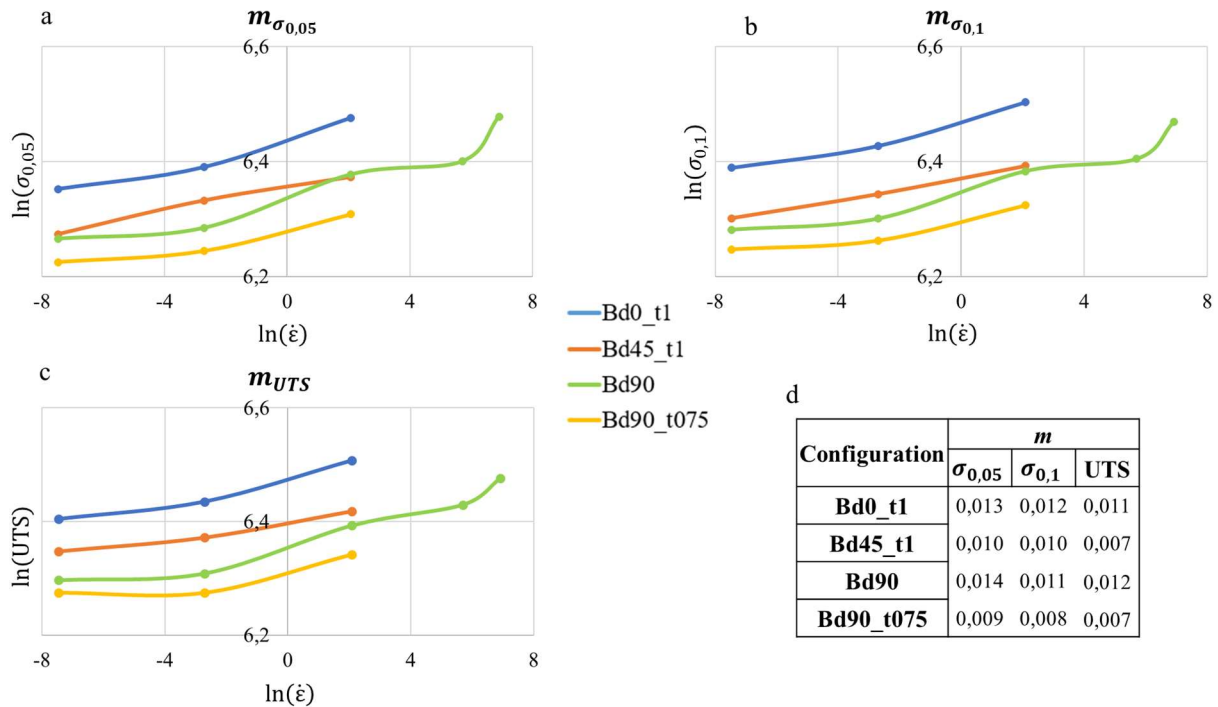 a
m σ0,05
6,6
6,4
6,2
ln(σ0,05)
-8 -4 0 4 8
ln(ε̇)
b
m σ0,1
6,6
6,4
6,2
ln(σ0,1)
-8 -4 0 4 8
ln(ε̇)
Bd0_t1
Bd45_t1
Bd90
Bd90_t075
c
m UTS
6,6
6,4
6,2
ln(UTS)
-8 -4 0 4 8
ln(ε̇)
d
Configuration m
σ0,05 σ0,1 UTS
Bd0_t1 0,013 0,012 0,011
Bd45_t1 0,010 0,010 0,007
Bd90 0,014 0,011 0,012
Bd90_t075 0,009 0,008 0,007